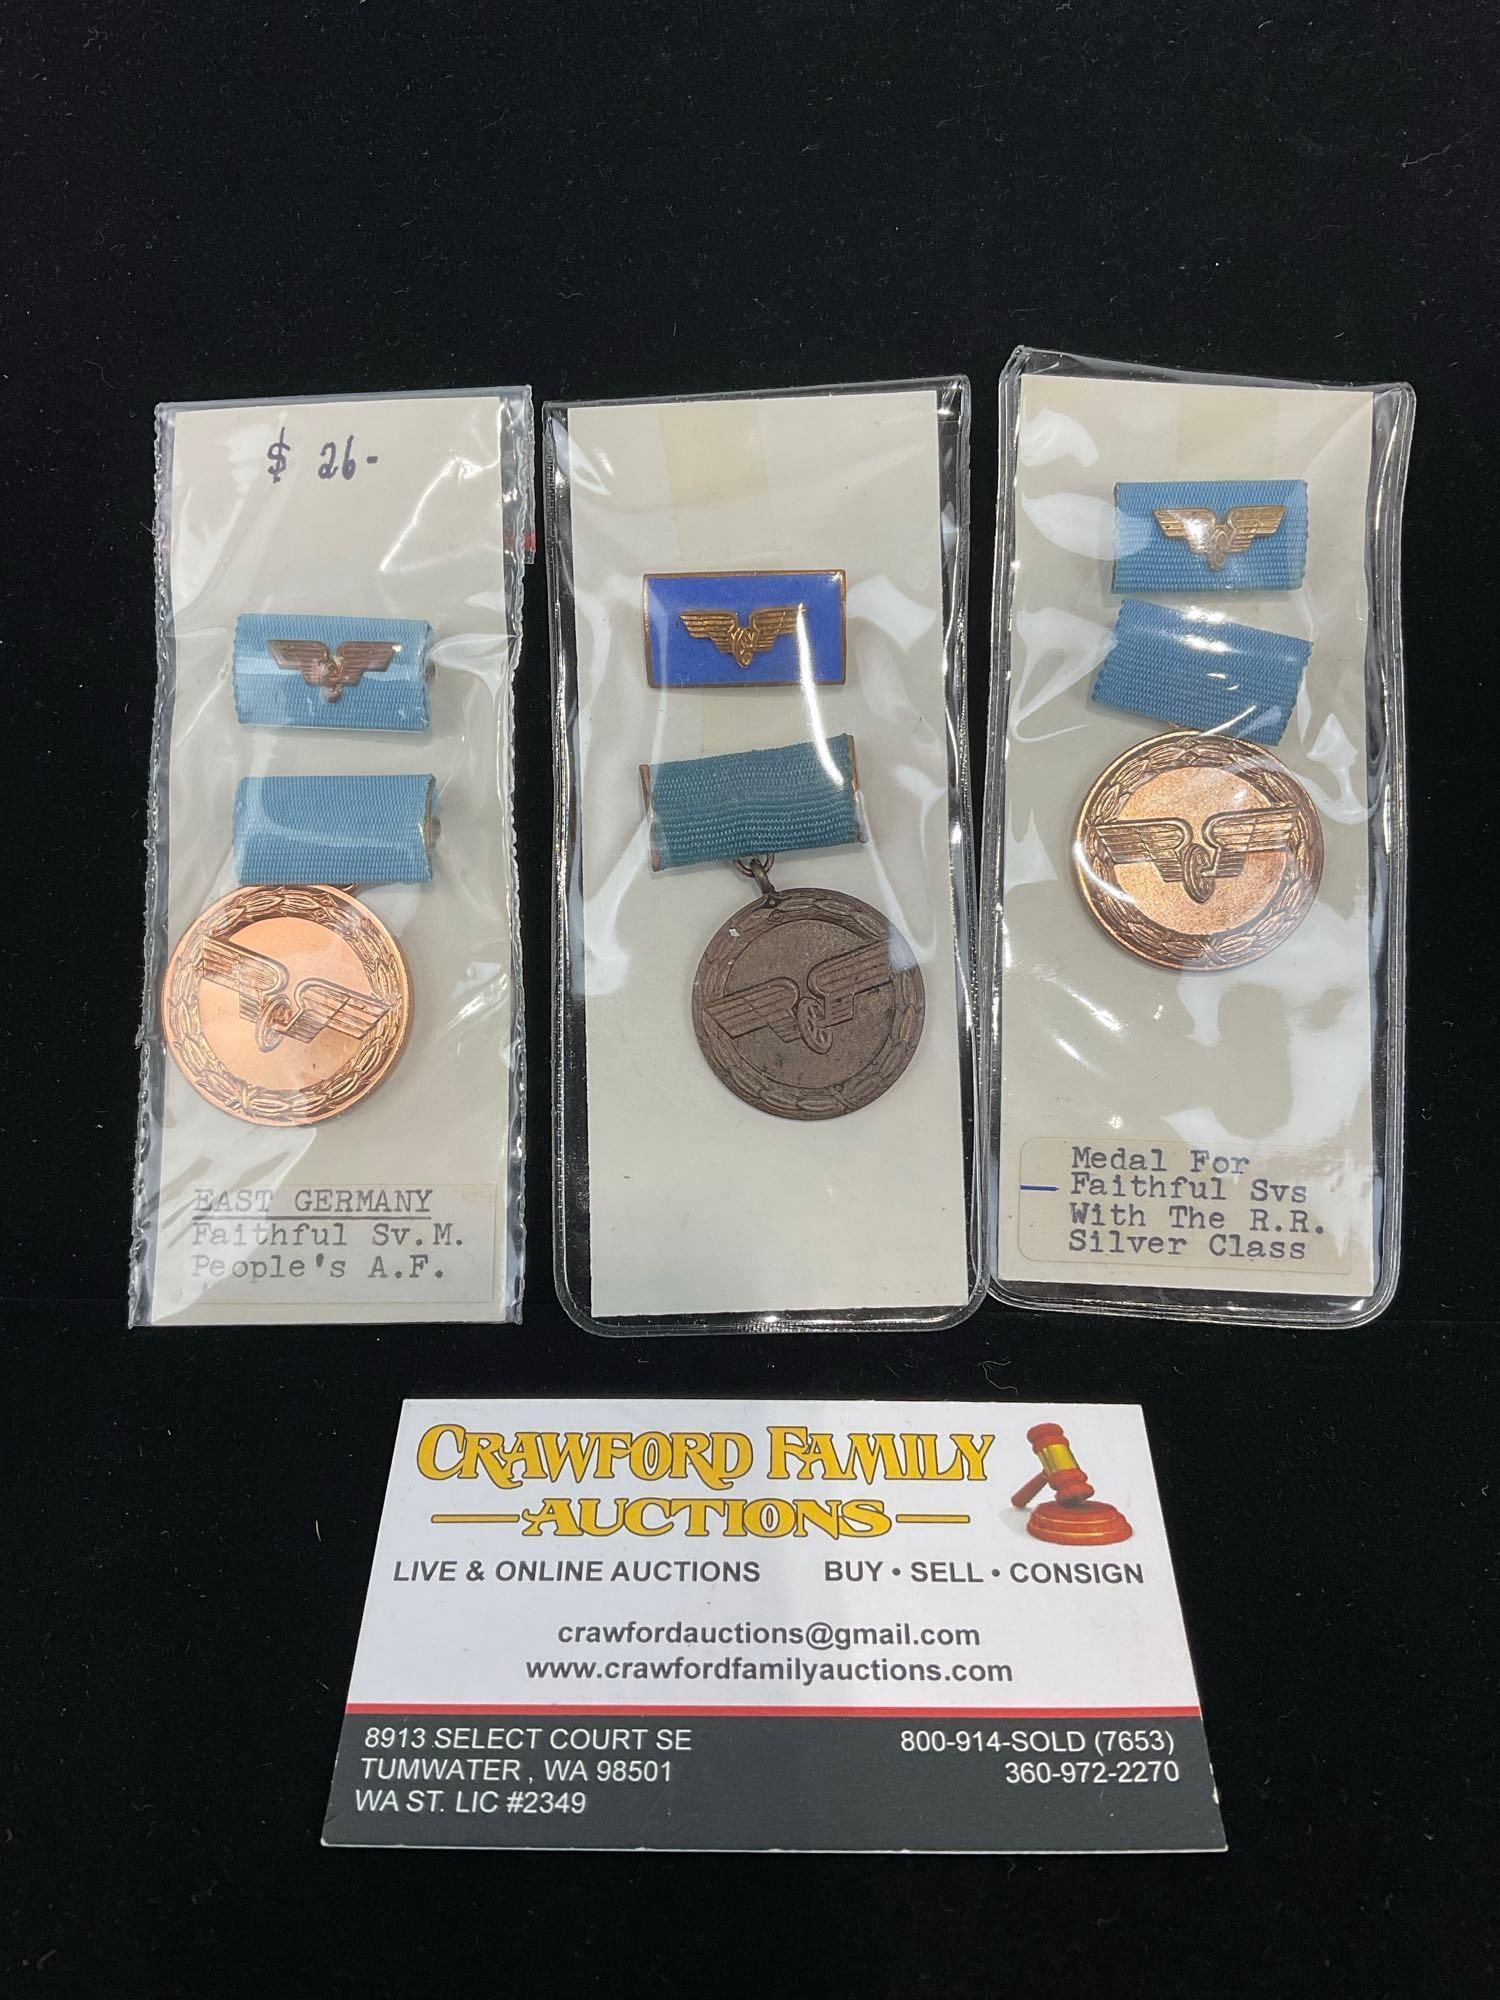 $ 26-
EAST GERMANY
Faithful Sv.M.
People's A.F.
Medal For
Faithful Svs
With The R.R.
Silver Class
CRAWFORD FAMILY
AUCTIONS
LIVE & ONLINE AUCTIONS BUY • SELL • CONSIGN
crawfordauctions@gmail.com
www.crawfordfamilyauctions.com
8913 SELECT COURT SE
TUMWATER , WA 98501
WA ST. LIC #2349
800-914-SOLD (7653)
360-972-2270